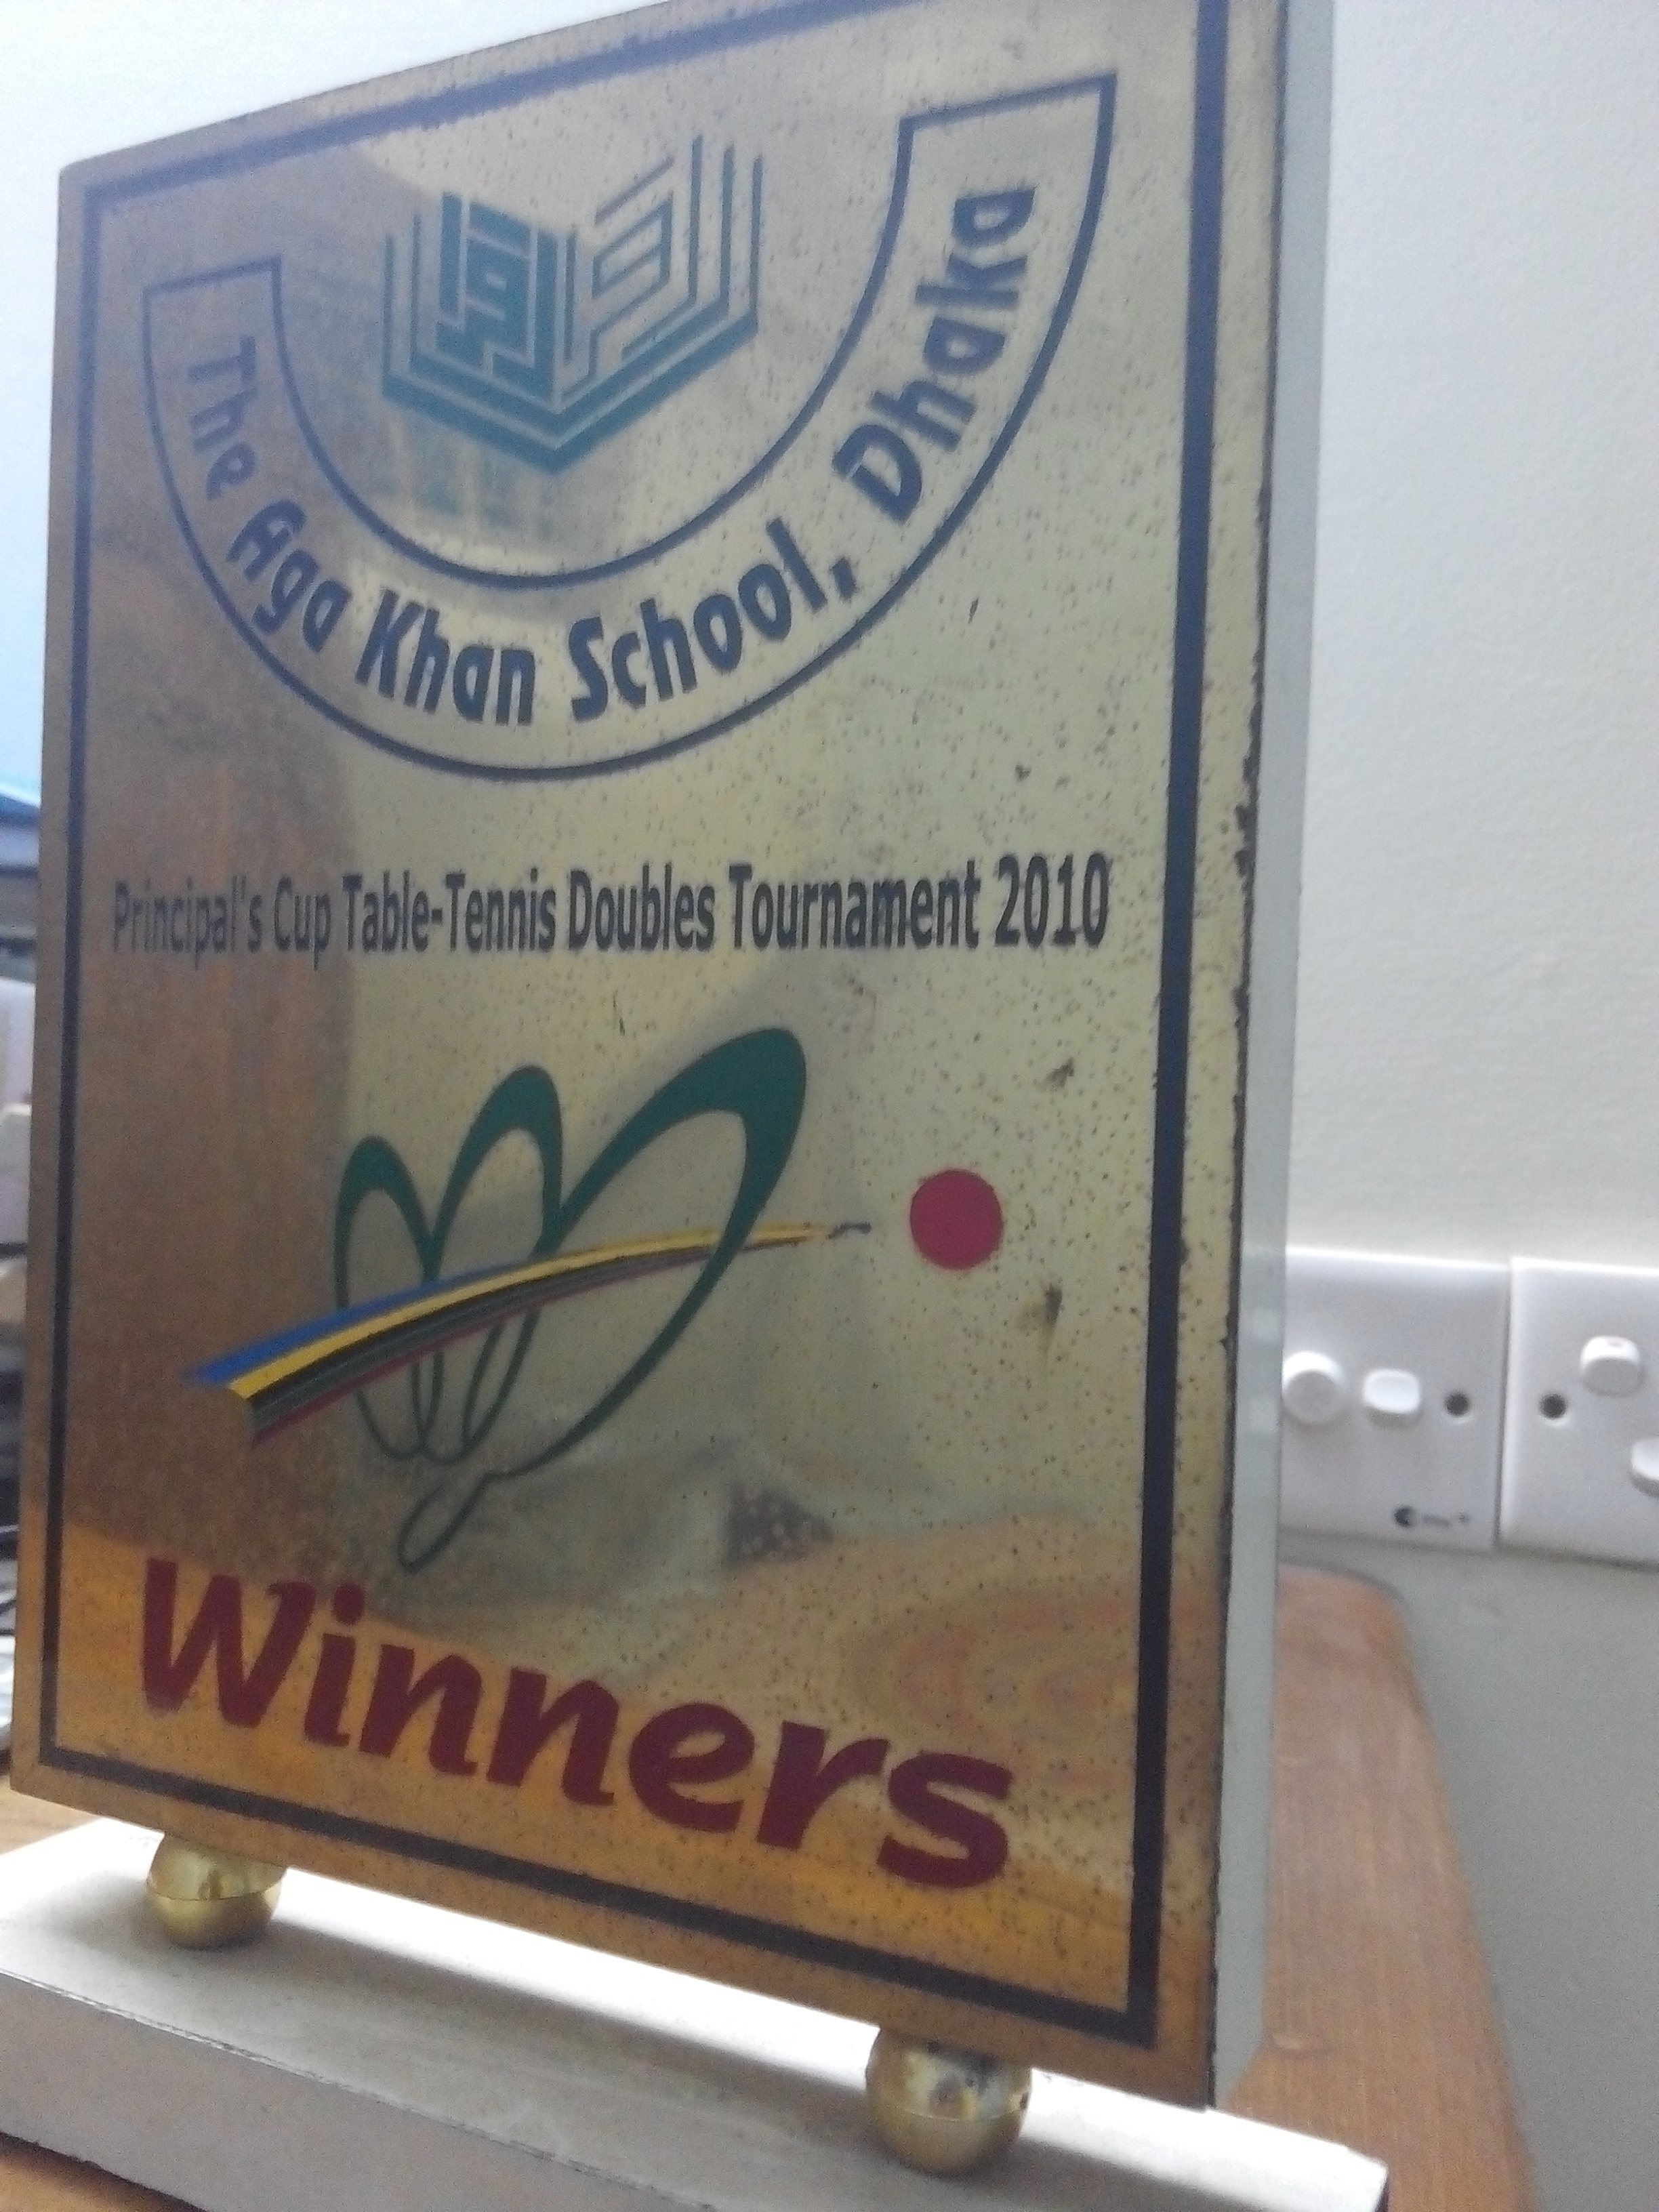 The Aga Khan School, Dhaka
Principal's Cup Table-Tennis Doubles Tournament 2010
Winners